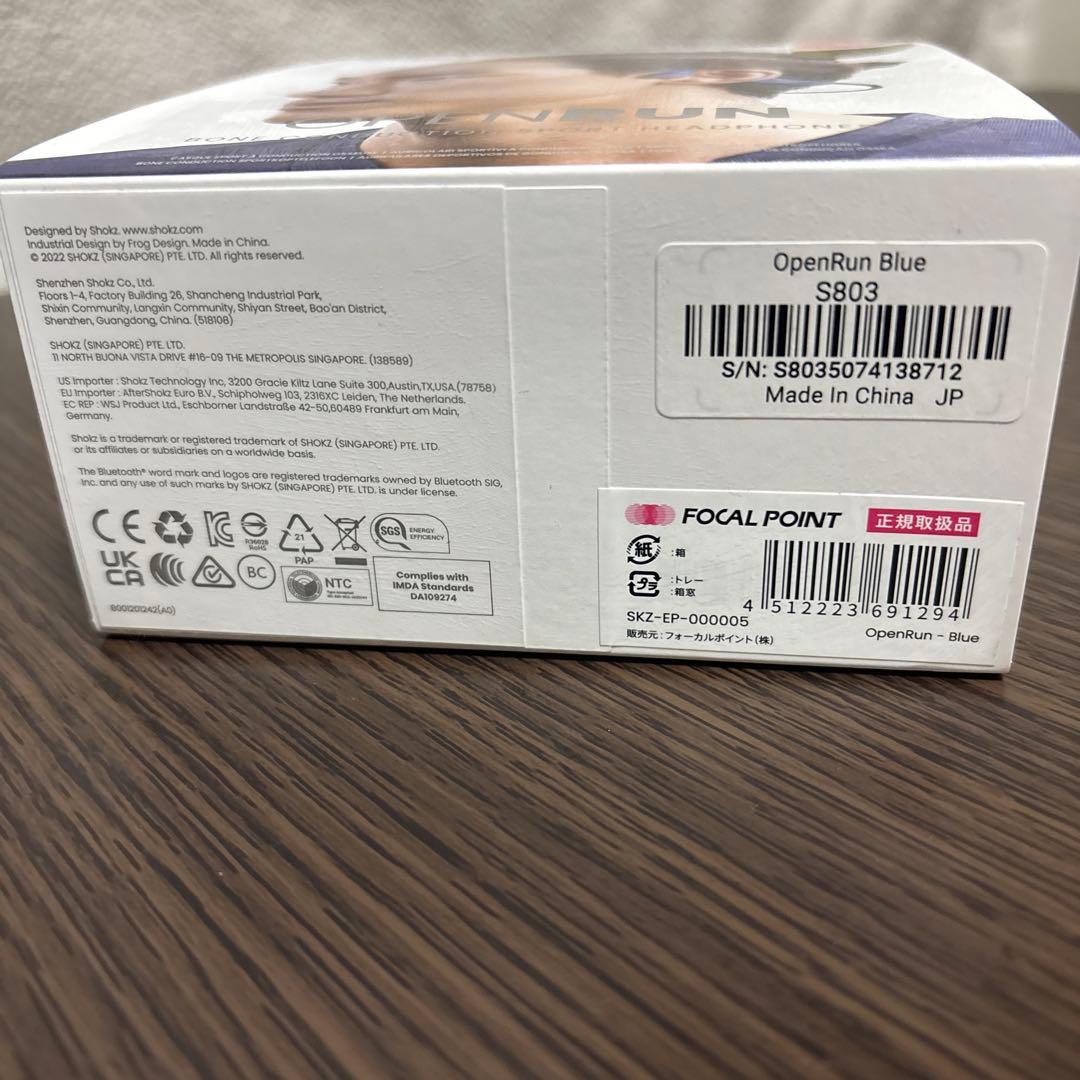 OPENRUN
BONE CONDUCTION SPORT HEADPHONE
Designed by Shokz. www.shokz.com
Industrial Design by Frog Design. Made in China.
© 2022 SHOKZ (SINGAPORE) PTE. LTD. All rights reserved.
Shenzhen Shokz Co., Ltd.
Floors 1-4, Factory Building 26, Shancheng Industrial Park,
Shixin Community, Langxin Community, Shiyan Street, Bao'an District,
Shenzhen, Guangdong, China. (518108)
SHOKZ (SINGAPORE) PTE. LTD.
11 NORTH BUONA VISTA DRIVE #16-09 THE METROPOLIS SINGAPORE. (138589)
US Importer : Shokz Technology Inc, 3200 Gracie Kiltz Lane Suite 300,Austin,TX,USA.(78758)
EU Importer : AfterShokz Euro B.V., Schipholweg 103, 2316XC Leiden, The Netherlands.
EC REP : WSJ Product Ltd., Eschborner Landstraße 42-50,60489 Frankfurt am Main,
Germany.
Shokz is a trademark or registered trademark of SHOKZ (SINGAPORE) PTE. LTD.
or its affiliates or subsidiaries on a worldwide basis.
The Bluetooth® word mark and logos are registered trademarks owned by Bluetooth SIG,
Inc. and any use of such marks by SHOKZ (SINGAPORE) PTE. LTD. is under license.
CE
R36028
RoHS
21
PAP
SGS
ENERGY
EFFICIENCY
UK
CA
BC
NTC
Complies with
IMDA Standards
DA109274
8001201242(A0)
OpenRun Blue
S803
S/N: S8035074138712
Made In China JP
FOCAL POINT
正規取扱品
紙 :箱
プラ :トレー
:箱窓
SKZ-EP-000005
販売元:フォーカルポイント(株)
4 512223 691294
OpenRun - Blue